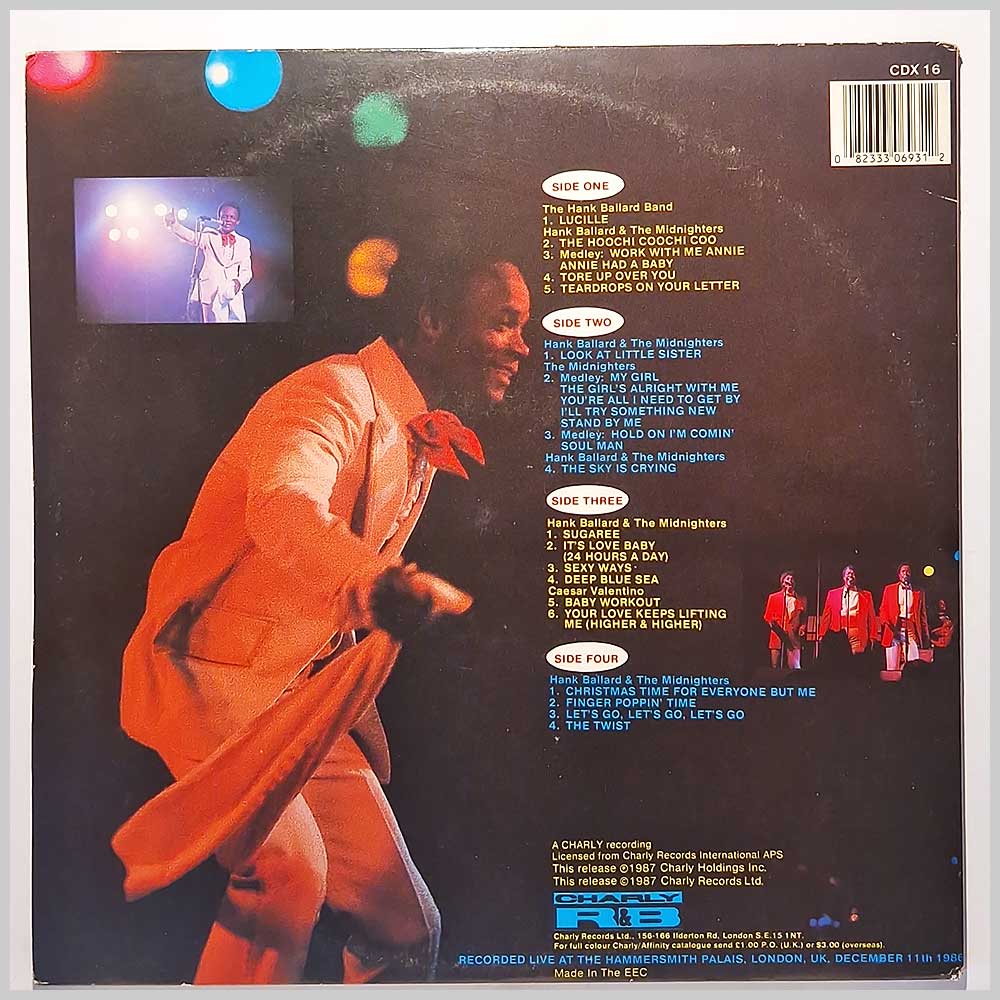 CDX 16
0 82333 06931 2
SIDE ONE
The Hank Ballard Band
1. LUCILLE
Hank Ballard & The Midnighters
2. THE HOOCHI COOCHI COO
3. Medley: WORK WITH ME ANNIE
ANNIE HAD A BABY
4. TORE UP OVER YOU
5. TEARDROPS ON YOUR LETTER
SIDE TWO
Hank Ballard & The Midnighters
1. LOOK AT LITTLE SISTER
The Midnighters
2. Medley: MY GIRL
THE GIRL'S ALRIGHT WITH ME
YOU'RE ALL I NEED TO GET BY
I'LL TRY SOMETHING NEW
STAND BY ME
3. Medley: HOLD ON I'M COMIN'
SOUL MAN
Hank Ballard & The Midnighters
4. THE SKY IS CRYING
SIDE THREE
Hank Ballard & The Midnighters
1. SUGAREE
2. IT'S LOVE BABY
(24 HOURS A DAY)
3. SEXY WAYS
4. DEEP BLUE SEA
Caesar Valentino
5. BABY WORKOUT
6. YOUR LOVE KEEPS LIFTING
ME (HIGHER & HIGHER)
SIDE FOUR
Hank Ballard & The Midnighters
1. CHRISTMAS TIME FOR EVERYONE BUT ME
2. FINGER POPPIN' TIME
3. LET'S GO, LET'S GO, LET'S GO
4. THE TWIST
A CHARLY recording
Licensed from Charly Records International APS
This release ℗1987 Charly Holdings Inc.
This release ©1987 Charly Records Ltd.
CHARLY
R&B
Charly Records Ltd., 156-166 Ilderton Rd, London S.E.15 1NT.
For full colour Charly/Affinity catalogue send £1.00 P.O. (U.K.) or $3.00 (overseas).
RECORDED LIVE AT THE HAMMERSMITH PALAIS, LONDON, UK, DECEMBER 11th 1986
Made In The EEC